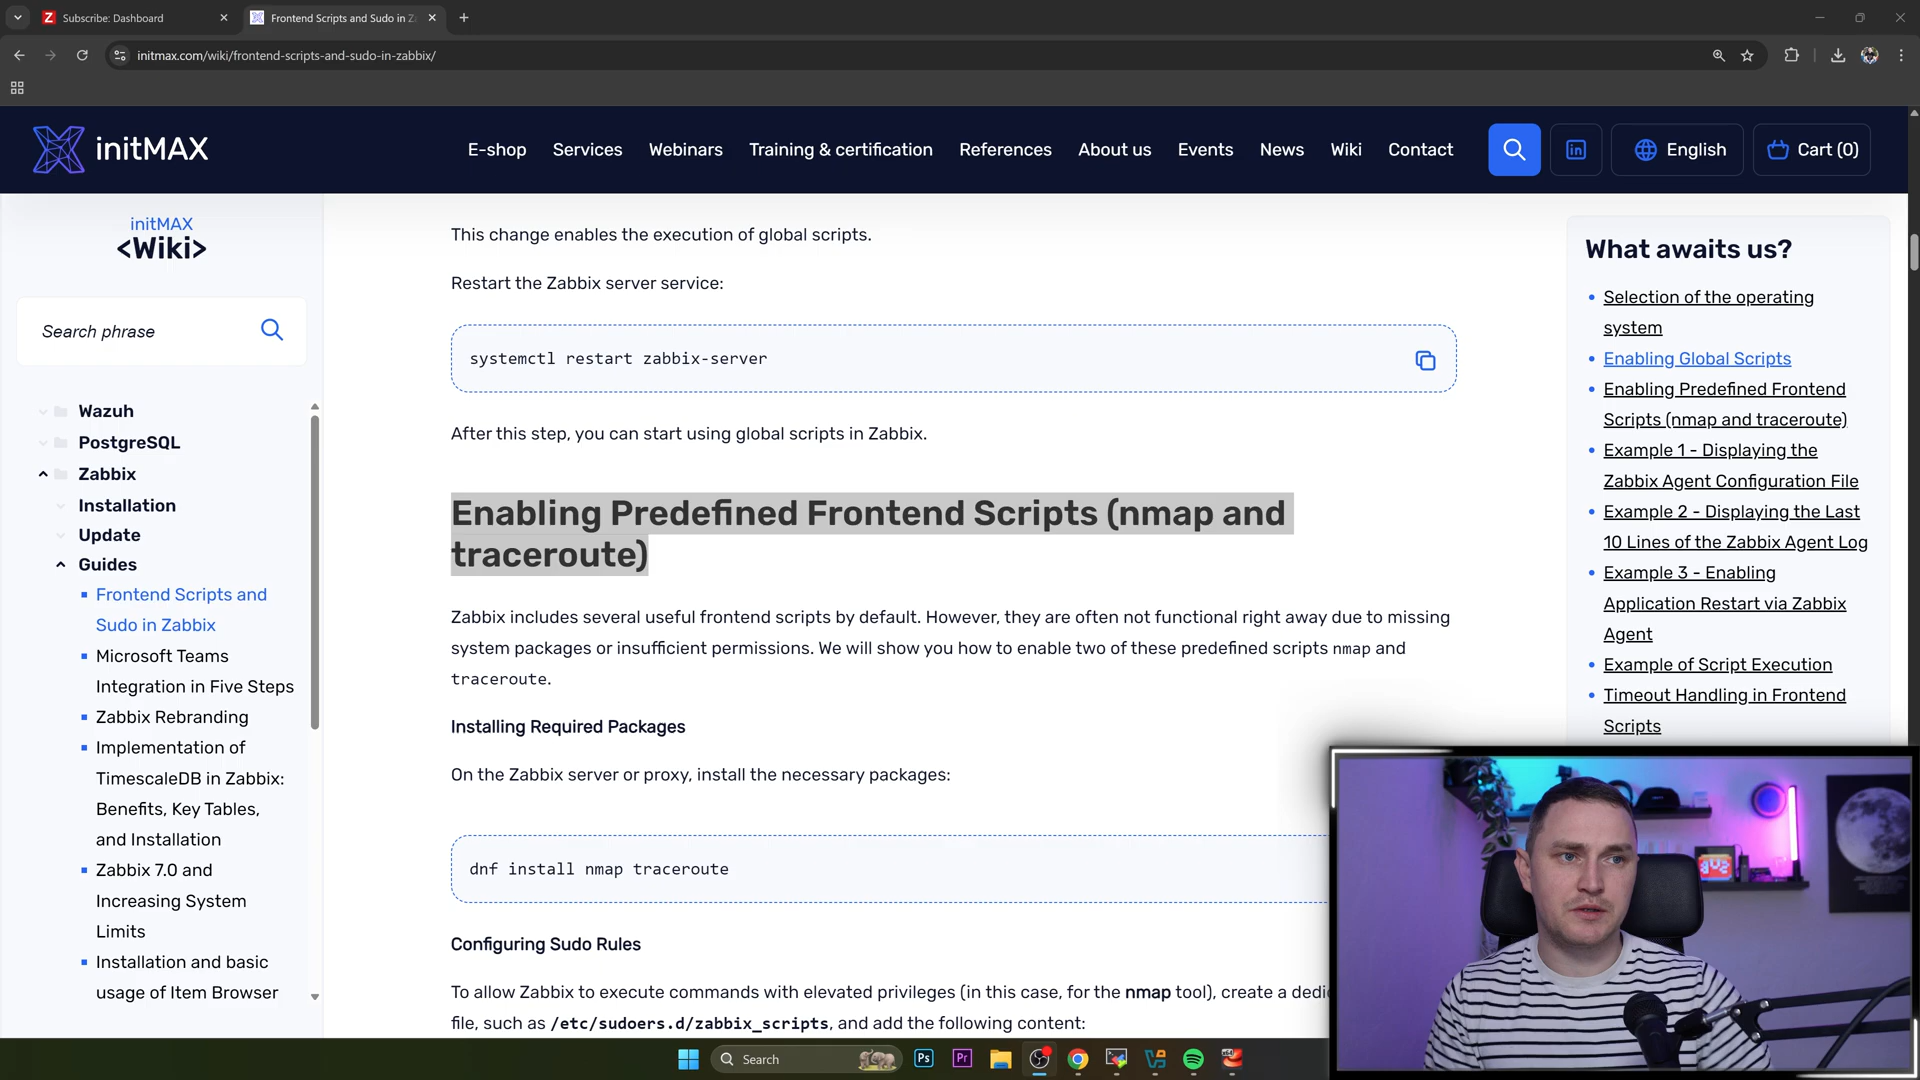 Subscribe: Dashboard
Frontend Scripts and Sudo in Z
initmax.com/wiki/frontend-scripts-and-sudo-in-zabbix/
initMAX
E-shop
Services
Webinars
Training & certification
References
About us
Events
News
Wiki
Contact
English
Cart (0)
initMAX
<Wiki>
Search phrase
Wazuh
PostgreSQL
Zabbix
Installation
Update
Guides
Frontend Scripts and
Sudo in Zabbix
Microsoft Teams
Integration in Five Steps
Zabbix Rebranding
Implementation of
TimescaleDB in Zabbix:
Benefits, Key Tables,
and Installation
Zabbix 7.0 and
Increasing System
Limits
Installation and basic
usage of Item Browser
This change enables the execution of global scripts.
Restart the Zabbix server service:
systemctl restart zabbix-server
After this step, you can start using global scripts in Zabbix.
Enabling Predefined Frontend Scripts (nmap and
traceroute)
Zabbix includes several useful frontend scripts by default. However, they are often not functional right away due to missing
system packages or insufficient permissions. We will show you how to enable two of these predefined scripts nmap and
traceroute.
Installing Required Packages
On the Zabbix server or proxy, install the necessary packages:
dnf install nmap traceroute
Configuring Sudo Rules
To allow Zabbix to execute commands with elevated privileges (in this case, for the nmap tool), create a dedi
file, such as /etc/sudoers.d/zabbix_scripts, and add the following content:
What awaits us?
Selection of the operating
system
Enabling Global Scripts
Enabling Predefined Frontend
Scripts (nmap and traceroute)
Example 1 - Displaying the
Zabbix Agent Configuration File
Example 2 - Displaying the Last
10 Lines of the Zabbix Agent Log
Example 3 - Enabling
Application Restart via Zabbix
Agent
Example of Script Execution
Timeout Handling in Frontend
Scripts
Search
Ps
Pr